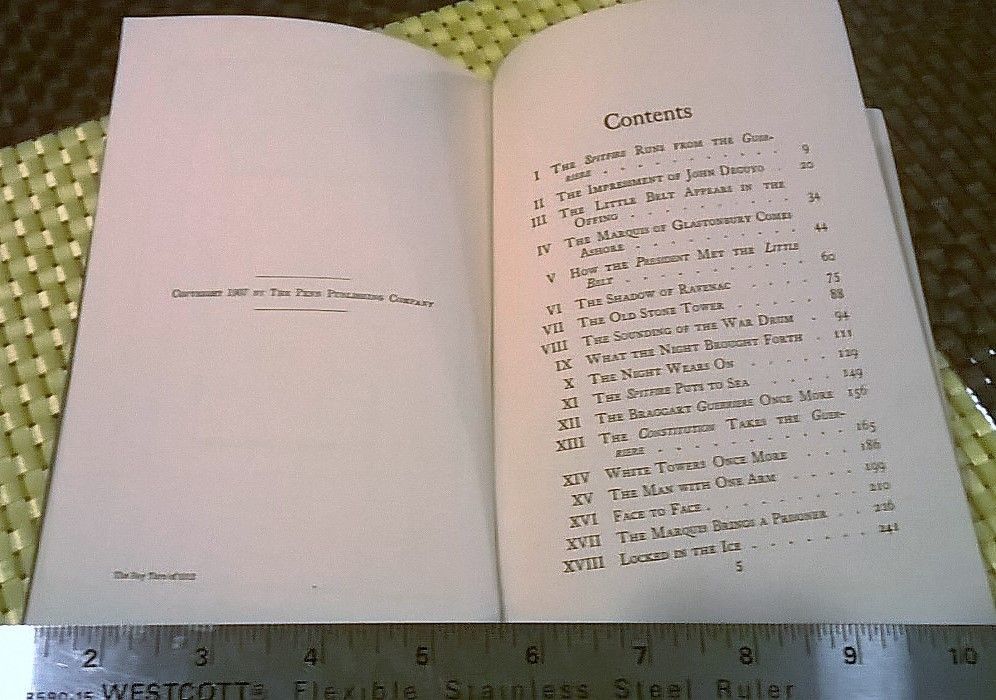 COPYRIGHT 1907 BY THE PENN PUBLISHING COMPANY
Contents
I THE SPITFIRE RUNS FROM THE GUER-
RIERE . . . . . . . . . . 9
II THE IMPRESSMENT OF JOHN DEGUYO . . 20
III THE LITTLE BELT APPEARS IN THE
OFFING . . . . . . . . . 34
IV THE MARQUIS OF GLASTONBURY COMES
ASHORE . . . . . . . . . 44
V HOW THE PRESIDENT MET THE LITTLE
BELT . . . . . . . . . . 60
VI THE SHADOW OF RAVENAC . . . . 75
VII THE OLD STONE TOWER . . . . . 88
VIII THE SOUNDING OF THE WAR DRUM . 94
IX WHAT THE NIGHT BROUGHT FORTH . 111
X THE NIGHT WEARS ON . . . . . 129
XI THE SPITFIRE PUTS TO SEA . . . . 149
XII THE BRAGGART GUERRIERE ONCE MORE 156
XIII THE CONSTITUTION TAKES THE GUER-
RIERE . . . . . . . . . . 165
XIV WHITE TOWERS ONCE MORE . . . 186
XV THE MAN WITH ONE ARM . . . . 199
XVI FACE TO FACE . . . . . . . . 210
XVII THE MARQUIS BRINGS A PRISONER . . 226
XVIII LOCKED IN THE ICE . . . . . . . 241
5
2 3 4 5 6 7 8 9 10
WESTCOTT® Flexible Stainless Steel Ruler